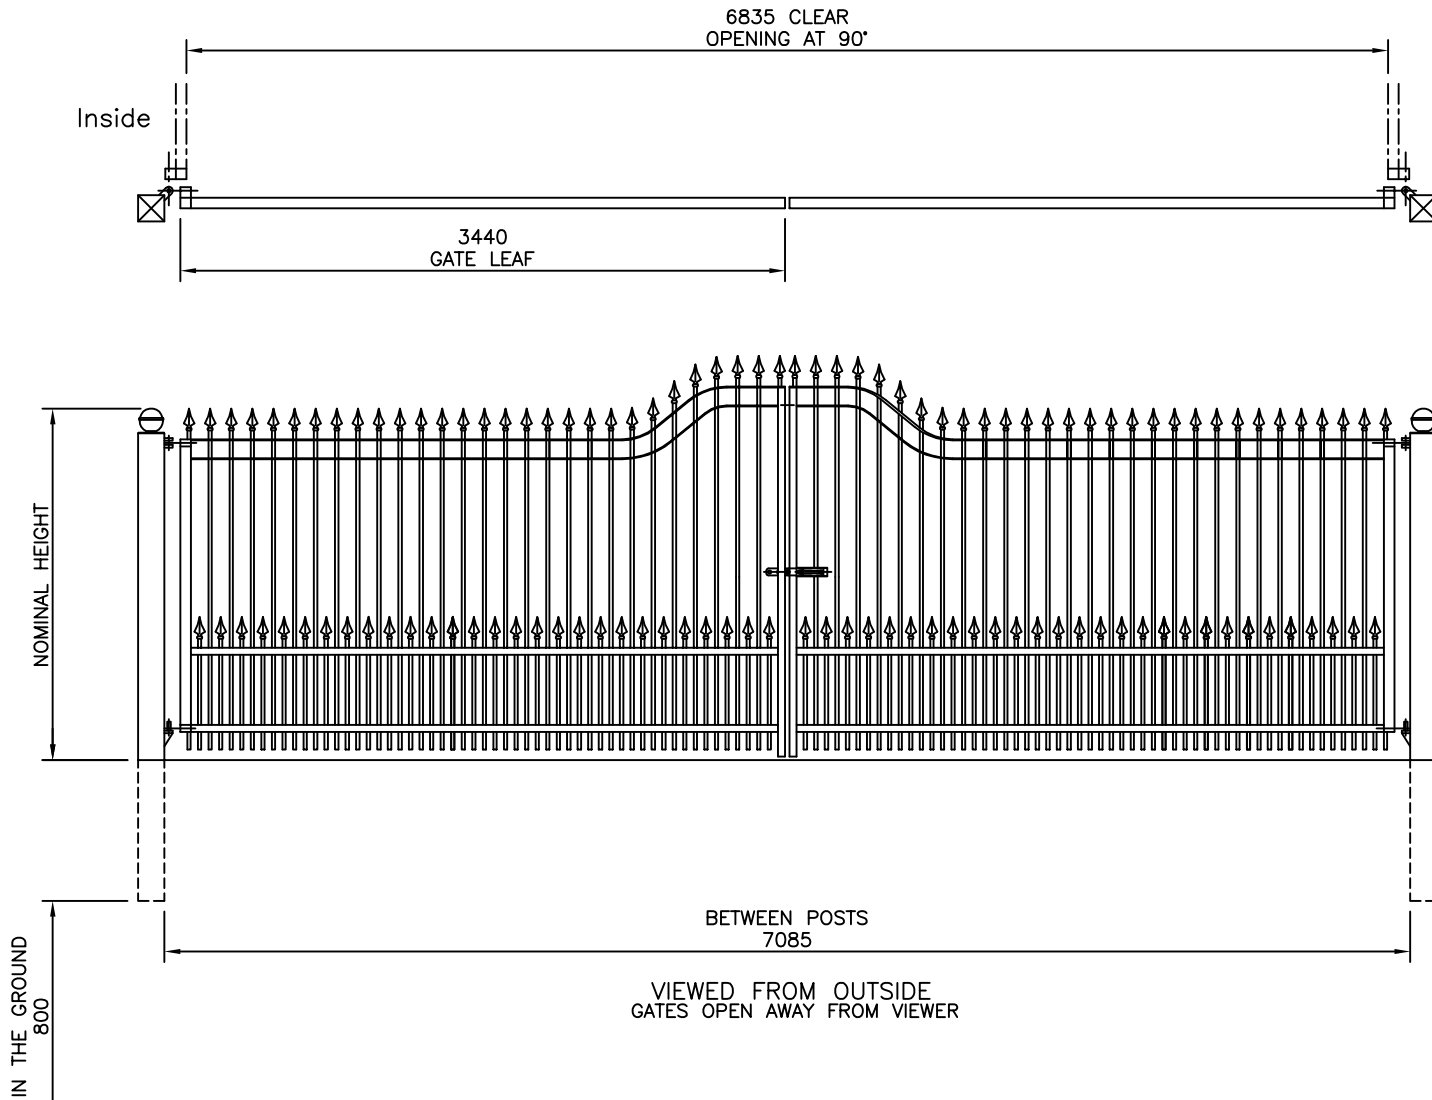 6835 CLEAR
OPENING AT 90°
Inside
3440
GATE LEAF
NOMINAL HEIGHT
BETWEEN POSTS
7085
VIEWED FROM OUTSIDE
GATES OPEN AWAY FROM VIEWER
IN THE GROUND
800